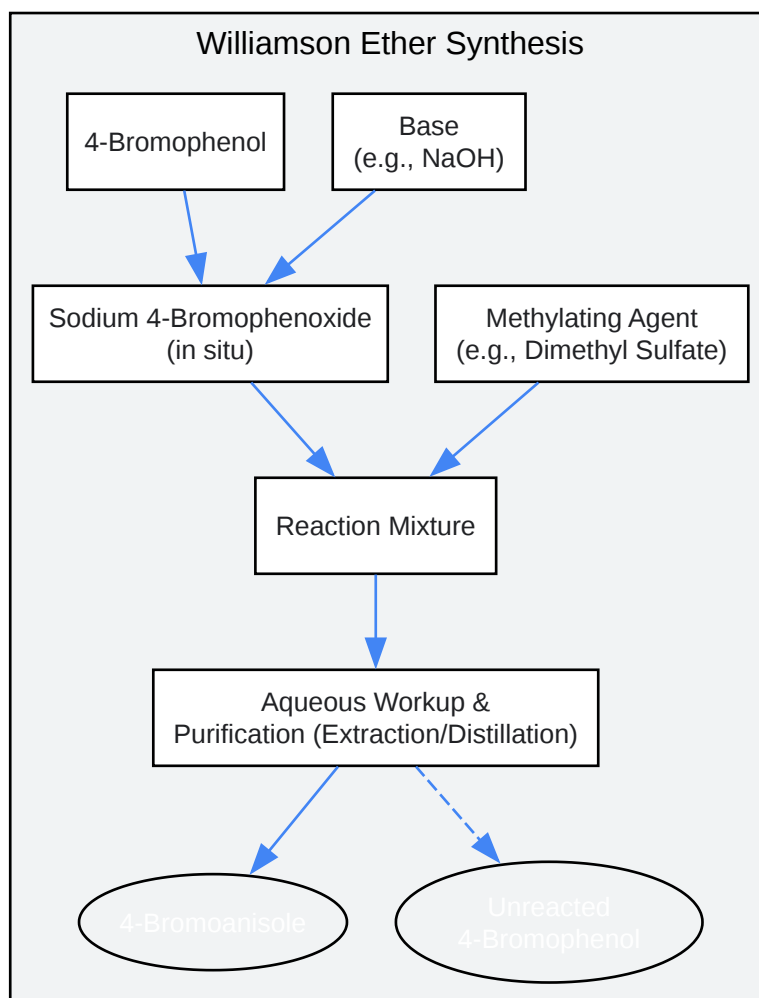 Williamson Ether Synthesis
4-Bromophenol
Base
(e.g., NaOH)
Sodium 4-Bromophenoxide
(in situ)
Methylating Agent
(e.g., Dimethyl Sulfate)
Reaction Mixture
Aqueous Workup &
Purification (Extraction/Distillation)
4-Bromoanisole
Unreacted
4-Bromophenol